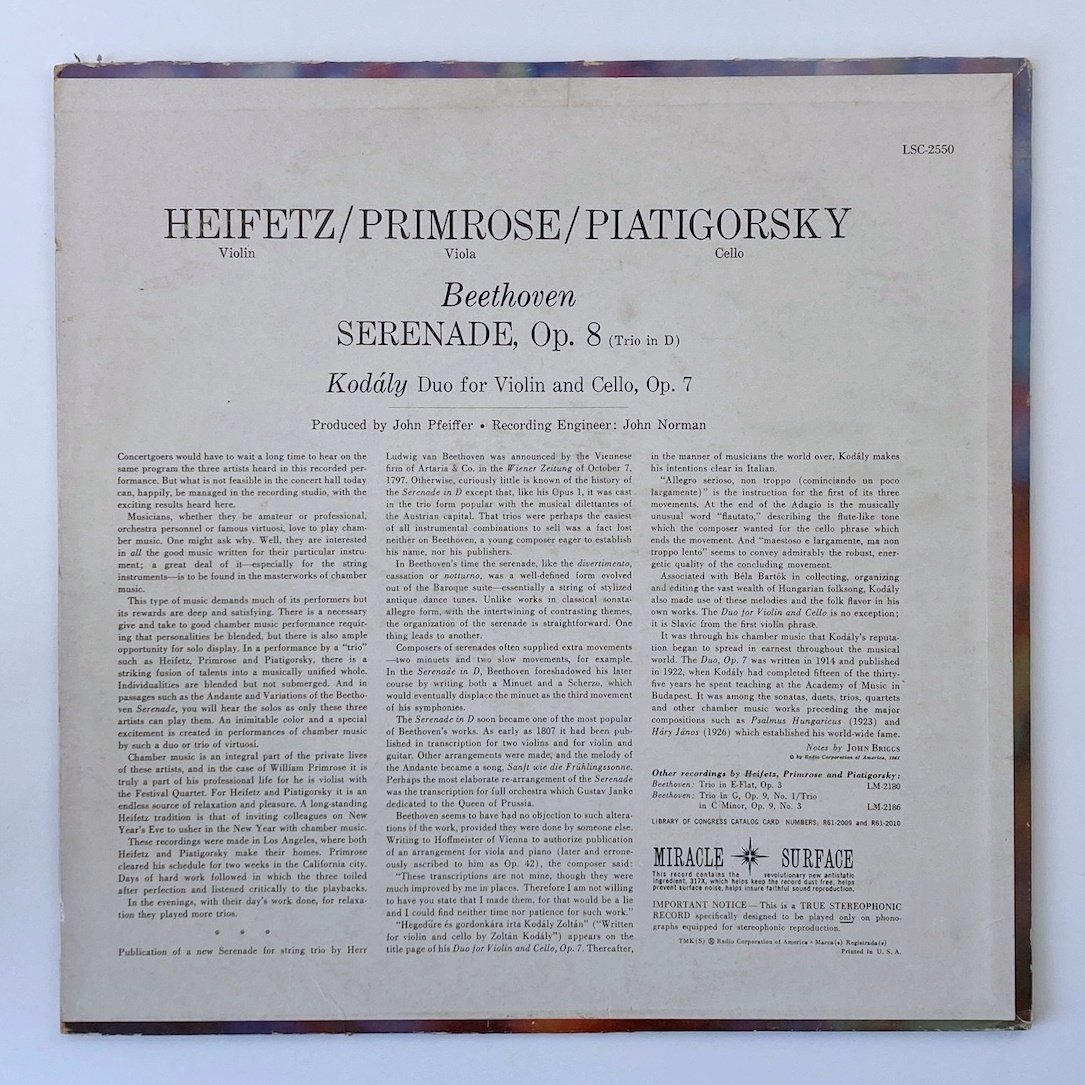 LSC-2550
HEIFETZ/PRIMROSE/PIATIGORSKY
Violin Viola Cello
Beethoven
SERENADE, Op. 8 (Trio in D)
Kodály Duo for Violin and Cello, Op. 7
Produced by John Pfeiffer • Recording Engineer: John Norman
Concertgoers would have to wait a long time to hear on the
same program the three artists heard in this recorded per-
formance. But what is not feasible in the concert hall today
can, happily, be managed in the recording studio, with the
exciting results heard here.
Musicians, whether they be amateur or professional,
orchestra personnel or famous virtuosi, love to play cham-
ber music. One might ask why. Well, they are interested
in all the good music written for their particular instru-
ment; a great deal of it—especially for the string
instruments—is to be found in the masterworks of chamber
music.
This type of music demands much of its performers but
its rewards are deep and satisfying. There is a necessary
give and take to good chamber music performance requir-
ing that personalities be blended, but there is also ample
opportunity for solo display. In a performance by a "trio"
such as Heifetz, Primrose and Piatigorsky, there is a
striking fusion of talents into a musically unified whole.
Individualities are blended but not submerged. And in
passages such as the Andante and Variations of the Beetho-
ven Serenade, you will hear the solos as only these three
artists can play them. An inimitable color and a special
excitement is created in performances of chamber music
by such a duo or trio of virtuosi.
Chamber music is an integral part of the private lives
of these artists, and in the case of William Primrose it is
truly a part of his professional life for he is violist with
the Festival Quartet. For Heifetz and Piatigorsky it is an
endless source of relaxation and pleasure. A long-standing
Heifetz tradition is that of inviting colleagues on New
Year's Eve to usher in the New Year with chamber music.
These recordings were made in Los Angeles, where both
Heifetz and Piatigorsky make their homes. Primrose
cleared his schedule for two weeks in the California city.
Days of hard work followed in which the three toiled
after perfection and listened critically to the playbacks.
In the evenings, with their day's work done, for relaxa-
tion they played more trios.
* * *
Publication of a new Serenade for string trio by Herr
Ludwig van Beethoven was announced by the Viennese
firm of Artaria & Co. in the Wiener Zeitung of October 7,
1797. Otherwise, curiously little is known of the history of
the Serenade in D except that, like his Opus 1, it was cast
in the trio form popular with the musical dilettantes of
the Austrian capital. That trios were perhaps the easiest
of all instrumental combinations to sell was a fact lost
neither on Beethoven, a young composer eager to establish
his name, nor his publishers.
In Beethoven's time the serenade, like the divertimento,
cassation or notturno, was a well-defined form evolved
out of the Baroque suite—essentially a string of stylized
antique dance tunes. Unlike works in classical sonata-
allegro form, with the intertwining of contrasting themes,
the organization of the serenade is straightforward. One
thing leads to another.
Composers of serenades often supplied extra movements
—two minuets and two slow movements, for example.
In the Serenade in D, Beethoven foreshadowed his later
course by writing both a Minuet and a Scherzo, which
would eventually displace the minuet as the third movement
of his symphonies.
The Serenade in D soon became one of the most popular
of Beethoven's works. As early as 1807 it had been pub-
lished in transcription for two violins and for violin and
guitar. Other arrangements were made, and the melody of
the Andante became a song, Sanft wie die Frühlingssonne.
Perhaps the most elaborate re-arrangement of the Serenade
was the transcription for full orchestra which Gustav Janke
dedicated to the Queen of Prussia.
Beethoven seems to have had no objection to such altera-
tions of the work, provided they were done by someone else.
Writing to Hoffmeister of Vienna to authorize publication
of an arrangement for viola and piano (later and errone-
ously ascribed to him as Op. 42), the composer said:
"These transcriptions are not mine, though they were
much improved by me in places. Therefore I am not willing
to have you state that I made them, for that would be a lie
and I could find neither time nor patience for such work."
"Hegedüre és gordonkára írta Kodály Zoltán" ("Written
for violin and cello by Zoltán Kodály") appears on the
title page of his Duo for Violin and Cello, Op. 7. Thereafter,
in the manner of musicians the world over, Kodály makes
his intentions clear in Italian.
"Allegro serioso, non troppo (cominciando un poco
largamente)" is the instruction for the first of its three
movements. At the end of the Adagio is the musically
unusual word "flautato," describing the flute-like tone
which the composer wanted for the cello phrase which
ends the movement. And "maestoso e largamente, ma non
troppo lento" seems to convey admirably the robust, ener-
getic quality of the concluding movement.
Associated with Béla Bartók in collecting, organizing
and editing the vast wealth of Hungarian folksong, Kodály
also made use of these melodies and the folk flavor in his
own works. The Duo for Violin and Cello is no exception;
it is Slavic from the first violin phrase.
It was through his chamber music that Kodály's reputa-
tion began to spread in earnest throughout the musical
world. The Duo, Op. 7 was written in 1914 and published
in 1922, when Kodály had completed fifteen of the thirty-
five years he spent teaching at the Academy of Music in
Budapest. It was among the sonatas, duets, trios, quartets
and other chamber music works preceding the major
compositions such as Psalmus Hungaricus (1923) and
Háry János (1926) which established his world-wide fame.
Notes by JOHN BRIGGS
© by Radio Corporation of America, 1961
Other recordings by Heifetz, Primrose and Piatigorsky:
Beethoven: Trio in E-Flat, Op. 3 LM-2180
Beethoven: Trio in G, Op. 9, No. 1/Trio
in C Minor, Op. 9, No. 3 LM-2186
LIBRARY OF CONGRESS CATALOG CARD NUMBERS: R61-2009 and R61-2010
MIRACLE SURFACE
This record contains the revolutionary new antistatic
ingredient, 317X, which helps keep the record dust free, helps
prevent surface noise, helps insure faithful sound reproduction.
IMPORTANT NOTICE—This is a TRUE STEREOPHONIC
RECORD specifically designed to be played only on phono-
graphs equipped for stereophonic reproduction.
TMK(S) ® Radio Corporation of America • Marca(s) Registrada(s)
Printed in U. S. A.